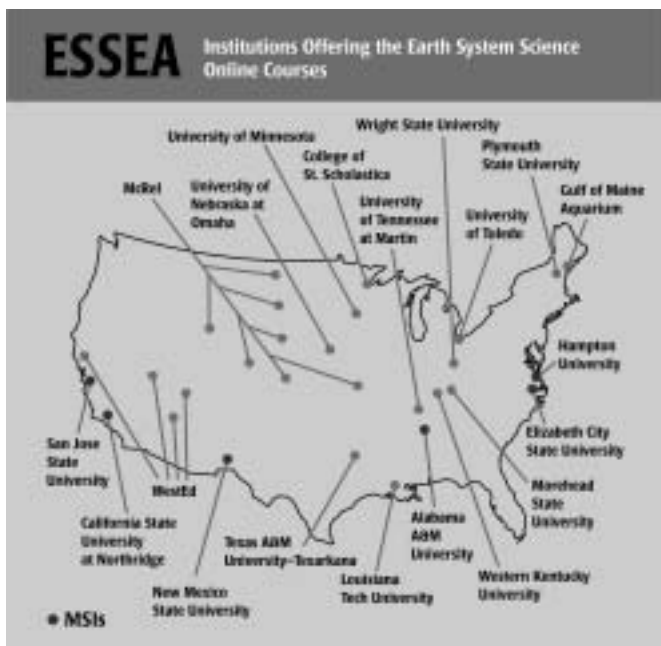 ESSEA
Institutions Offering the Earth System Science
Online Courses
Wright State University
University of Minnesota
College of
St. Scholastica
Plymouth
State University
McRel
University of
Nebraska at
Omaha
University
of Tennessee
at Martin
University
of Toledo
Gulf of Maine
Aquarium
Hampton
University
San Jose
State
University
WestEd
Elizabeth City
State University
California State
University
at Northridge
Texas A&M
University–Texarkana
Alabama
A&M
University
Morehead
State
University
New Mexico
State University
Louisiana
Tech University
Western Kentucky
University
MSIs